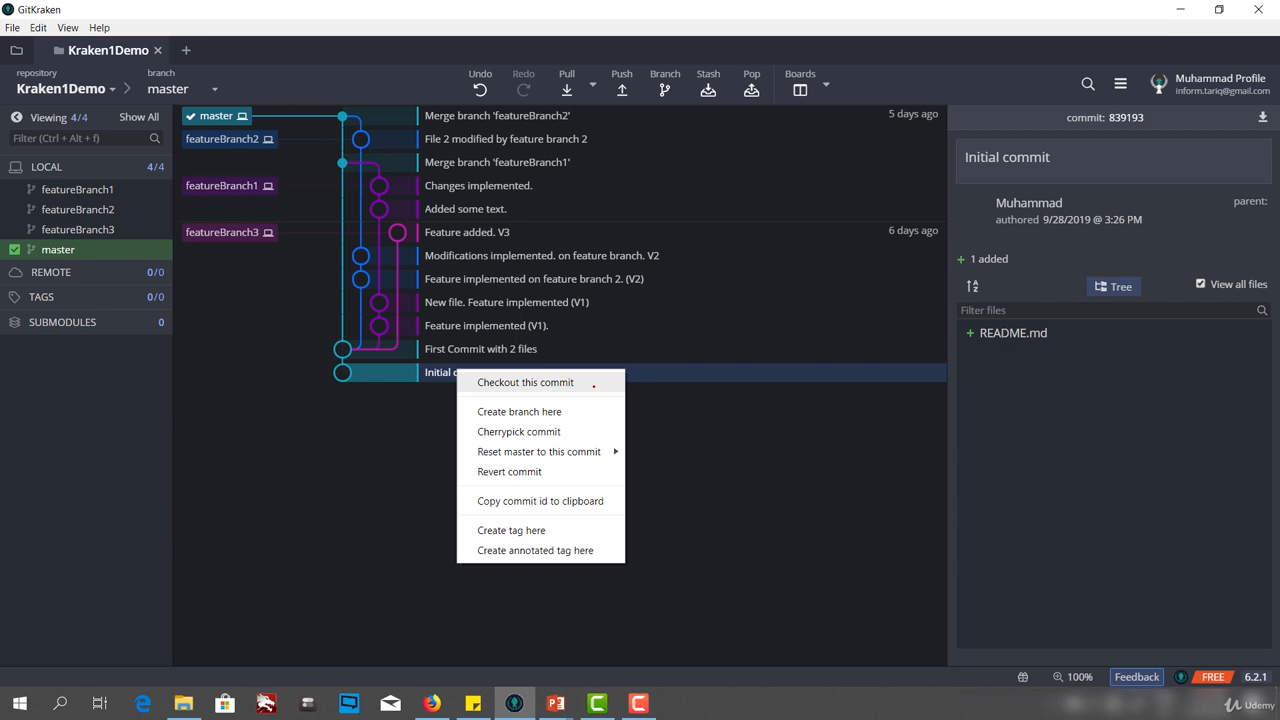 GitKraken
File Edit View Help
Kraken1Demo
repository
Kraken1Demo
branch
master
Undo
Redo
Pull
Push
Branch
Stash
Pop
Boards
Muhammad Profile
inform.tariq@gmail.com
Viewing 4/4 Show All
Filter (Ctrl + Alt + f)
LOCAL 4/4
featureBranch1
featureBranch2
featureBranch3
master
REMOTE 0/0
TAGS 0/0
SUBMODULES 0
master Merge branch 'featureBranch2' 5 days ago
featureBranch2 File 2 modified by feature branch 2
Merge branch 'featureBranch1'
featureBranch1 Changes implemented.
Added some text.
featureBranch3 Feature added. V3 6 days ago
Modifications implemented. on feature branch. V2
Feature implemented on feature branch 2. (V2)
New file. Feature implemented (V1)
Feature implemented (V1).
First Commit with 2 files
Initial c
Checkout this commit
Create branch here
Cherrypick commit
Reset master to this commit
Revert commit
Copy commit id to clipboard
Create tag here
Create annotated tag here
commit: 839193
Initial commit
Muhammad
authored 9/28/2019 @ 3:26 PM
parent:
+ 1 added
Tree
View all files
Filter files
+ README.md
100%
Feedback
FREE
6.2.1
Udemy